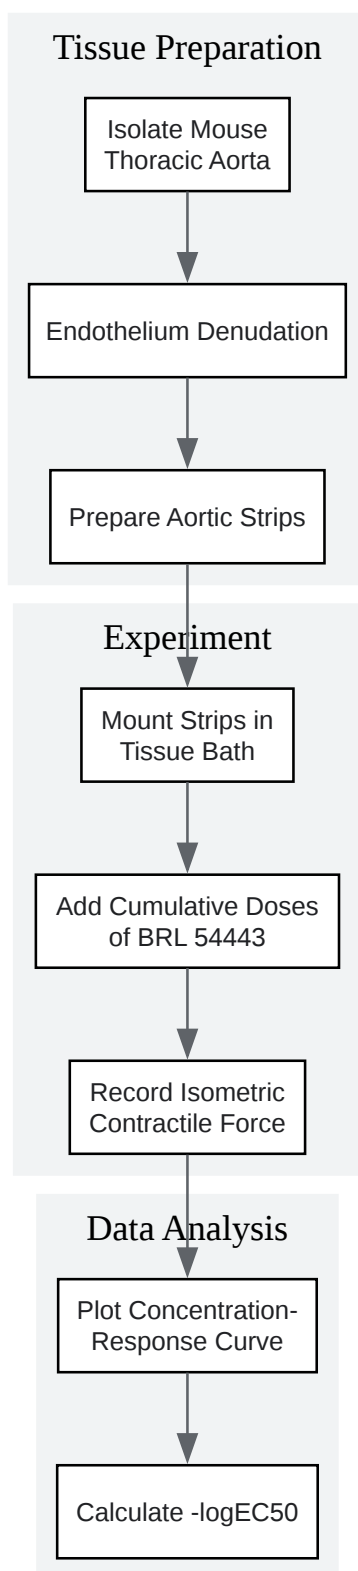 Tissue Preparation
Isolate Mouse
Thoracic Aorta
Endothelium Denudation
Prepare Aortic Strips
Experiment
Mount Strips in
Tissue Bath
Add Cumulative Doses
of BRL 54443
Record Isometric
Contractile Force
Data Analysis
Plot Concentration-
Response Curve
Calculate -logEC50